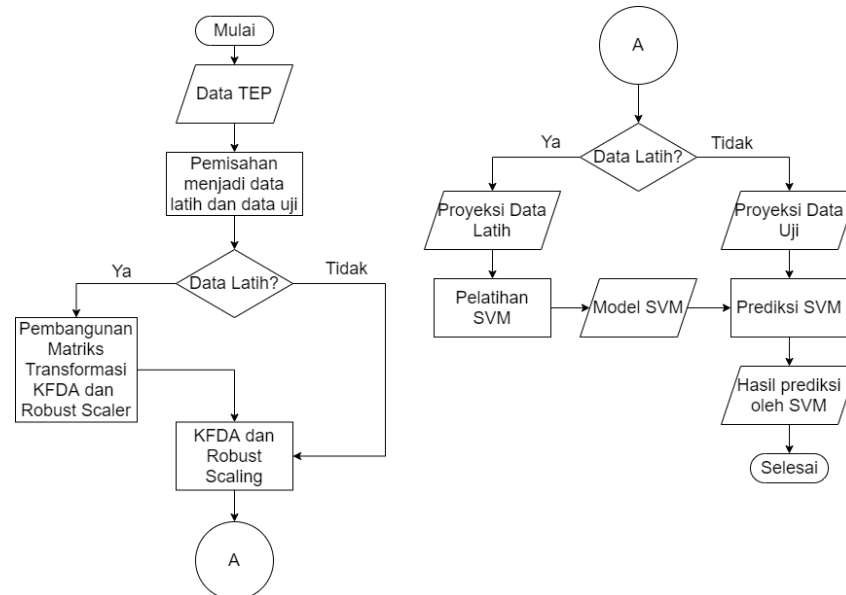 Mulai
Data TEP
Pemisahan
menjadi data
latih dan data uji
Data Latih?
Ya
Tidak
Pembangunan
Matriks
Transformasi
KFDA dan
Robust Scaler
KFDA dan
Robust
Scaling
A
A
Data Latih?
Ya
Tidak
Proyeksi Data
Latih
Proyeksi Data
Uji
Pelatihan
SVM
Model SVM
Prediksi SVM
Hasil prediksi
oleh SVM
Selesai